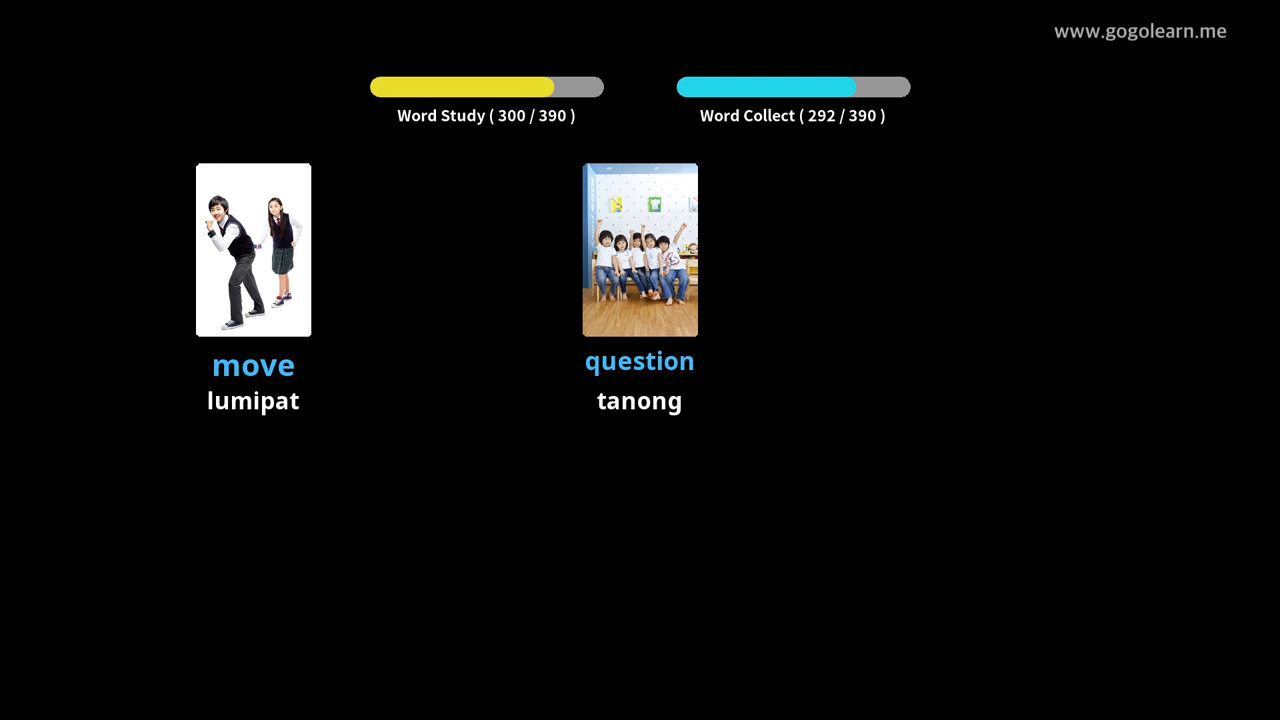 www.gogolearn.me
Word Study ( 300 / 390 )
Word Collect ( 292 / 390 )
move
lumipat
question
tanong